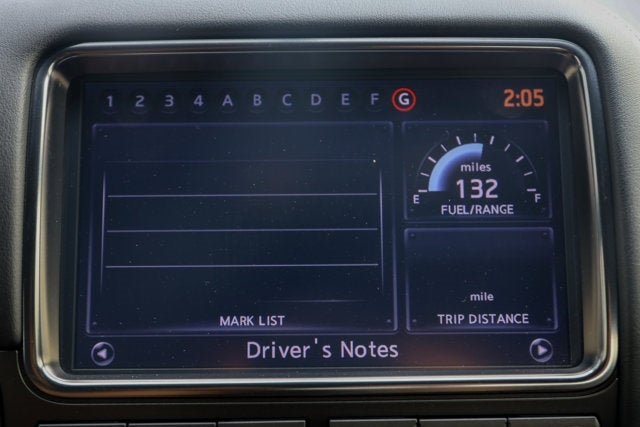 1 2 3 4 A B C D E F G 2:05
miles
132
E F
FUEL/RANGE
mile
MARK LIST TRIP DISTANCE
Driver's Notes